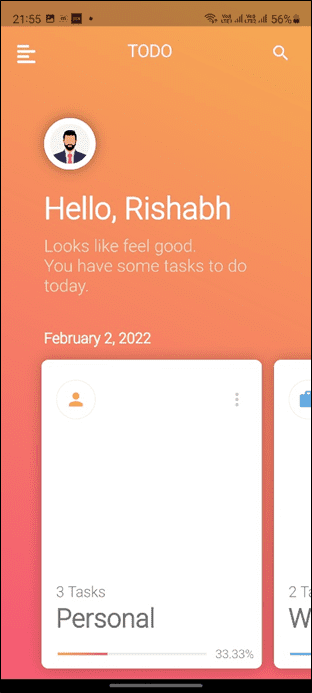 21:55 56%
TODO
Hello, Rishabh
Looks like feel good.
You have some tasks to do
today.
February 2, 2022
3 Tasks
2 Ta
Personal
W
33.33%